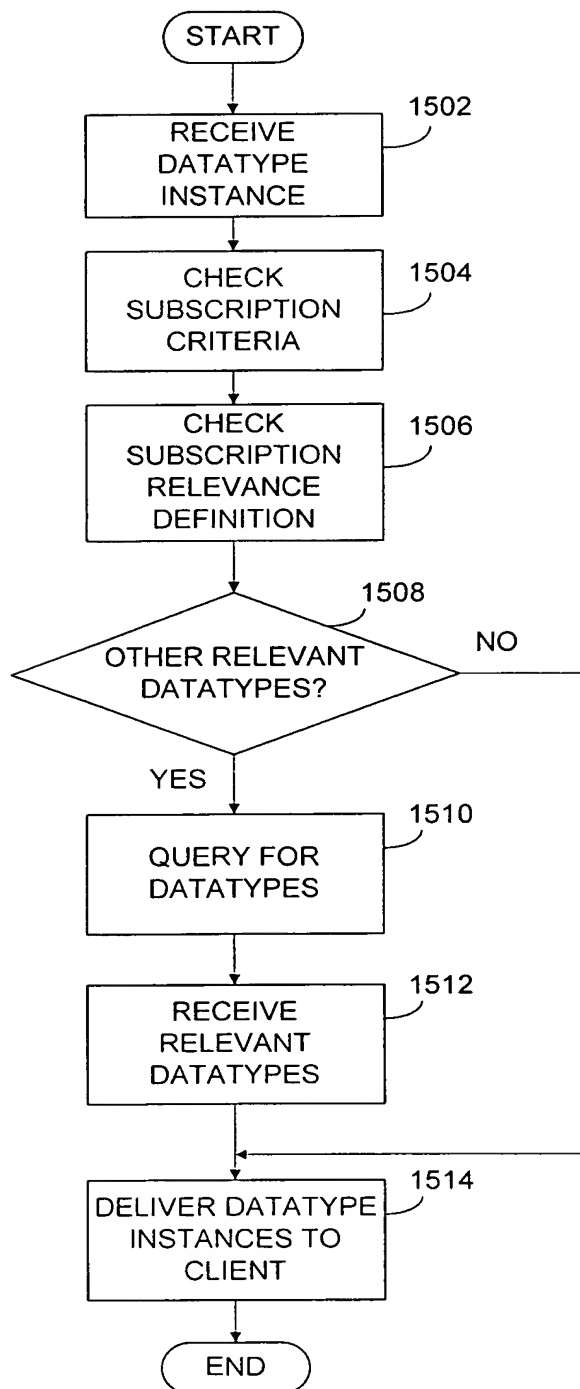 START
1502
RECEIVE
DATATYPE
INSTANCE
1504
CHECK
SUBSCRIPTION
CRITERIA
1506
CHECK
SUBSCRIPTION
RELEVANCE
DEFINITION
1508
OTHER RELEVANT
DATATYPES?
NO
YES
1510
QUERY FOR
DATATYPES
1512
RECEIVE
RELEVANT
DATATYPES
1514
DELIVER DATATYPE
INSTANCES TO
CLIENT
END